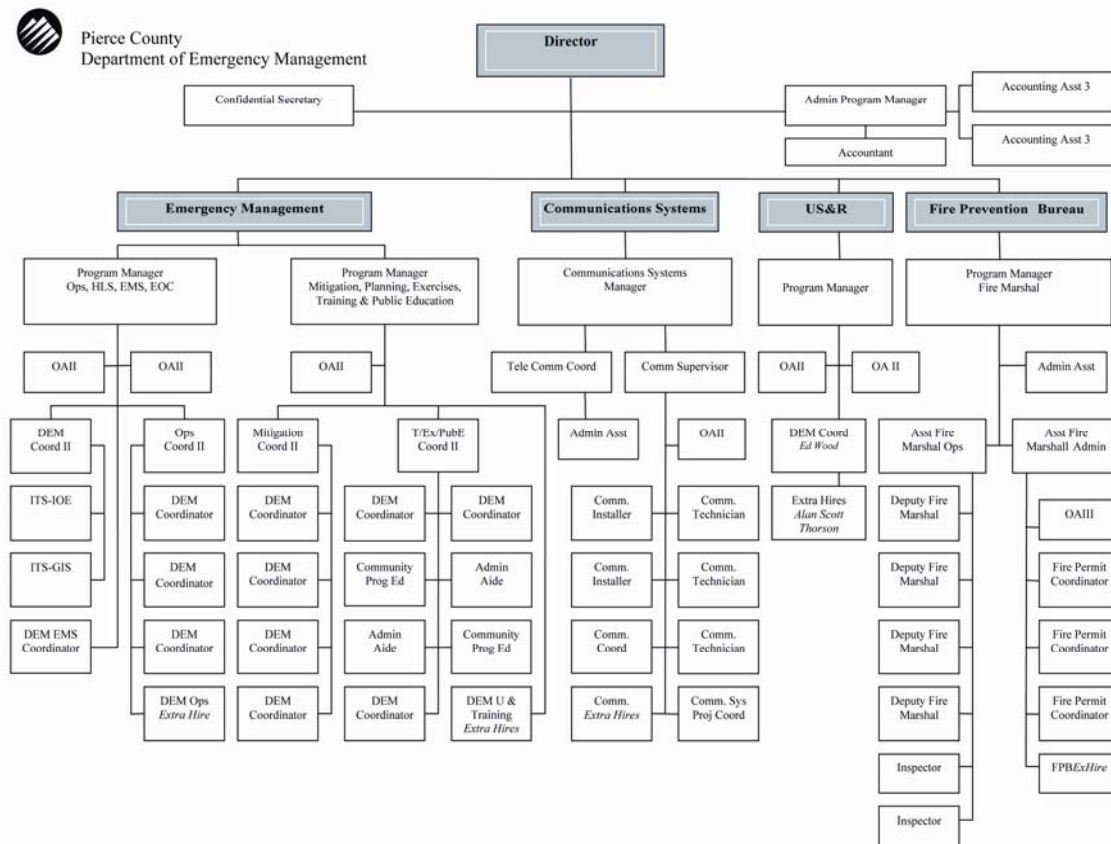 Pierce County
Department of Emergency Management
Director
Confidential Secretary
Admin Program Manager
Accounting Asst 3
Accounting Asst 3
Accountant
Emergency Management
Communications Systems
US&R
Fire Prevention Bureau
Program Manager
Ops, HLS, EMS, EOC
Program Manager
Mitigation, Planning, Exercises,
Training & Public Education
Communications Systems
Manager
Program Manager
Program Manager
Fire Marshal
OAII
OAII
OAII
Tele Comm Coord
Comm Supervisor
OAII
OA II
Admin Asst
DEM
Coord II
Ops
Coord II
Mitigation
Coord II
T/Ex/PubE
Coord II
Admin Asst
OAII
DEM Coord
Ed Wood
Asst Fire
Marshal Ops
Asst Fire
Marshall Admin
ITS-IOE
DEM
Coordinator
DEM
Coordinator
DEM
Coordinator
DEM
Coordinator
Comm.
Installer
Comm.
Technician
Extra Hires
Alan Scott
Thorson
Deputy Fire
Marshal
OAIII
ITS-GIS
DEM
Coordinator
DEM
Coordinator
Community
Prog Ed
Admin
Aide
Comm.
Installer
Comm.
Technician
Deputy Fire
Marshal
Fire Permit
Coordinator
DEM EMS
Coordinator
DEM
Coordinator
DEM
Coordinator
Admin
Aide
Community
Prog Ed
Comm.
Coord
Comm.
Technician
Deputy Fire
Marshal
Fire Permit
Coordinator
DEM Ops
Extra Hire
DEM
Coordinator
DEM
Coordinator
DEM U &
Training
Extra Hires
Comm.
Extra Hires
Comm. Sys
Proj Coord
Deputy Fire
Marshal
Fire Permit
Coordinator
Inspector
FPBExHire
Inspector